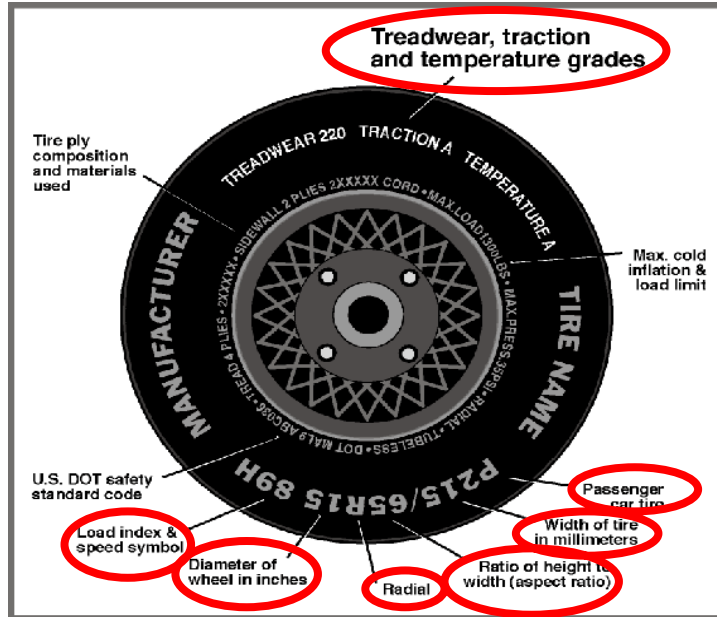 Treadwear, traction
and temperature grades
Tire ply
composition
and materials
used
TREADWEAR 220 TRACTION A TEMPERATURE A
SIDEWALL 2 PLIES 2XXXXX CORD • MAX.LOAD1300LBS • MAX.PRESS.35PSI • RADIAL • TUBELESS • DOT MAL9 ABC036 • TREAD 4 PLIES • 2XXXXX •
MANUFACTURER
TIRE NAME
Max. cold
inflation &
load limit
U.S. DOT safety
standard code
P215/65R15 89H
Passenger
car tire
Load index &
speed symbol
Width of tire
in millimeters
Diameter of
wheel in inches
Radial
Ratio of height to
width (aspect ratio)